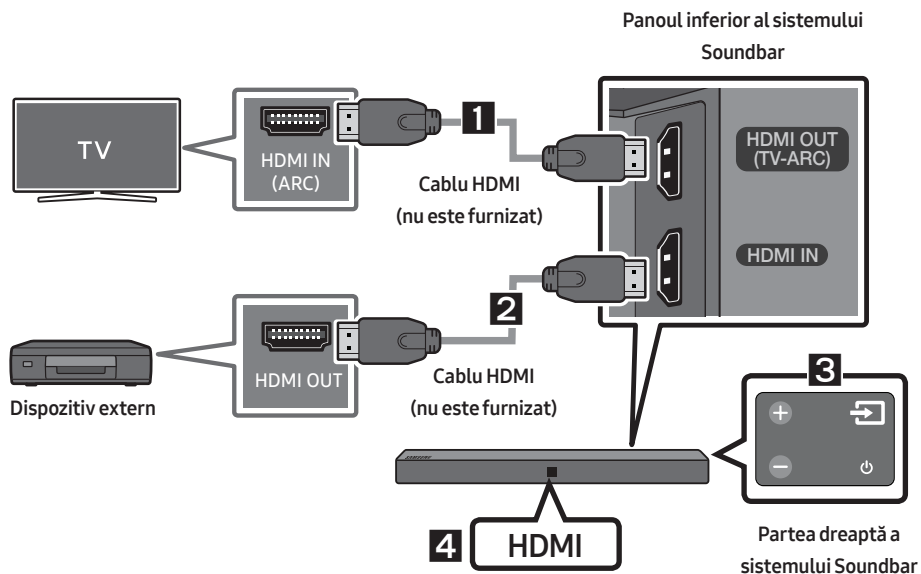 Panoul inferior al sistemului
Soundbar
TV
HDMI IN
(ARC)
1
Cablu HDMI
(nu este furnizat)
HDMI OUT
(TV-ARC)
HDMI IN
2
HDMI OUT
Cablu HDMI
(nu este furnizat)
Dispozitiv extern
3
SAMSUNG
4
HDMI
Partea dreaptă a
sistemului Soundbar